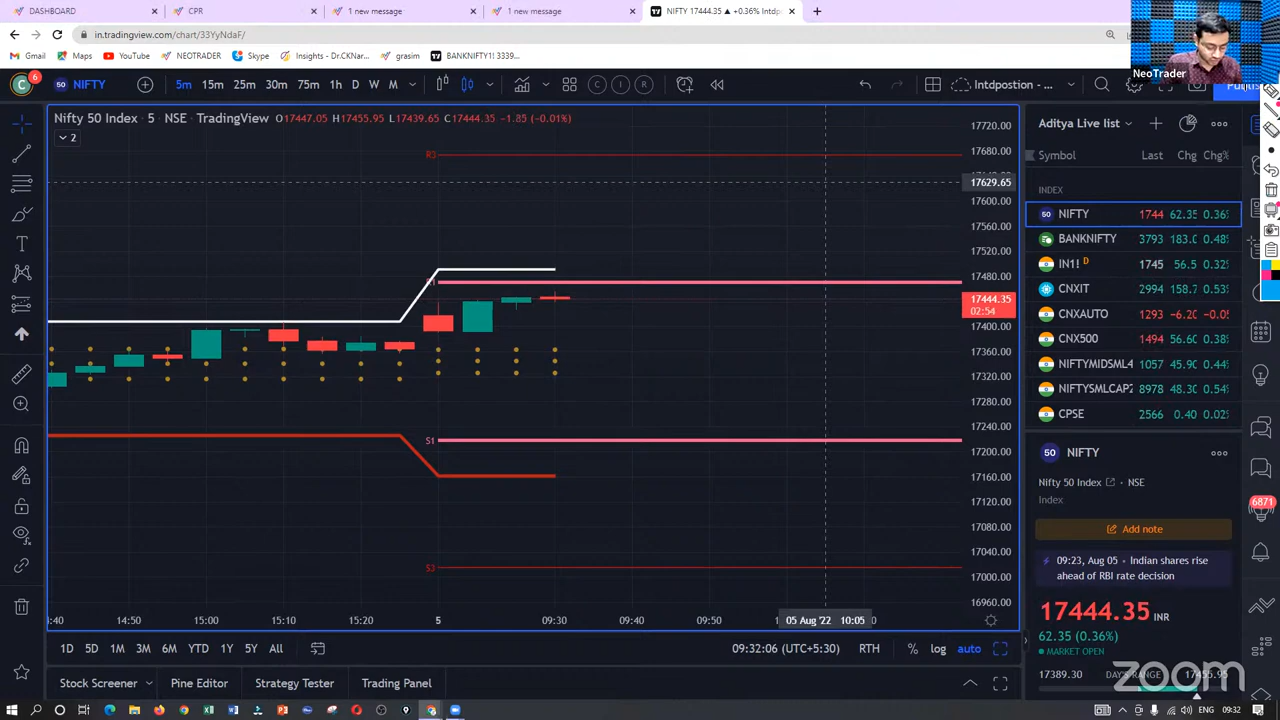 DASHBOARD
CPR
1 new message
1 new message
NIFTY 17444.35 ▲ +0.36% Intdpo
in.tradingview.com/chart/33YyNdaF/
Gmail
Maps
YouTube
NEOTRADER
Skype
Insights - Dr.CKNar...
grasim
BANKNIFTY1! 3339...
NeoTrader
C
6
50 NIFTY
5m 15m 25m 30m 75m 1h D W M
Intdpostion - ...
Publis
Nifty 50 Index · 5 · NSE TradingView O17447.05 H17455.95 L17439.65 C17444.35 -1.85 (-0.01%)
2
17720.00
17680.00
17629.65
17600.00
17560.00
17520.00
17480.00
17444.35
02:54
17400.00
17360.00
17320.00
17280.00
17240.00
17200.00
17160.00
17120.00
17080.00
17040.00
17000.00
16960.00
S1
:40 14:50 15:00 15:10 15:20 5 09:30 09:40 09:50 05 Aug '22 10:05
1D 5D 1M 3M 6M YTD 1Y 5Y All
09:32:06 (UTC+5:30) RTH % log auto
Stock Screener
Pine Editor
Strategy Tester
Trading Panel
Aditya Live list
Symbol Last Chg Chg%
INDEX
50 NIFTY 1744 62.35 0.36%
BANKNIFTY 3793 183.0 0.48%
IN1! D 1745 56.5 0.32%
CNXIT 2994 158.7 0.53%
CNXAUTO 1293 −6.20 −0.05
CNX500 1494 56.60 0.38%
NIFTYMIDSML4 1057 45.90 0.44%
NIFTYSMLCAP2 8978 48.30 0.54%
CPSE 2566 0.40 0.02%
50 NIFTY
Nifty 50 Index · NSE
Index
Add note
09:23, Aug 05 · Indian shares rise
ahead of RBI rate decision
17444.35 INR
62.35 (0.36%)
MARKET OPEN
17389.30 DAY'S RANGE 17455.95
6871
zoom
ENG 09:32